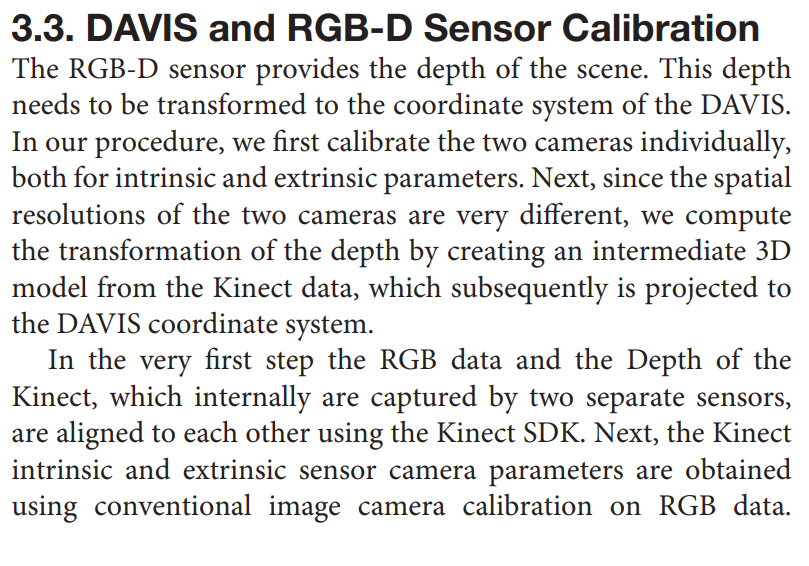 3.3. DAVIS and RGB-D Sensor Calibration
The RGB-D sensor provides the depth of the scene. This depth
needs to be transformed to the coordinate system of the DAVIS.
In our procedure, we first calibrate the two cameras individually,
both for intrinsic and extrinsic parameters. Next, since the spatial
resolutions of the two cameras are very different, we compute
the transformation of the depth by creating an intermediate 3D
model from the Kinect data, which subsequently is projected to
the DAVIS coordinate system.
In the very first step the RGB data and the Depth of the
Kinect, which internally are captured by two separate sensors,
are aligned to each other using the Kinect SDK. Next, the Kinect
intrinsic and extrinsic sensor camera parameters are obtained
using conventional image camera calibration on RGB data.